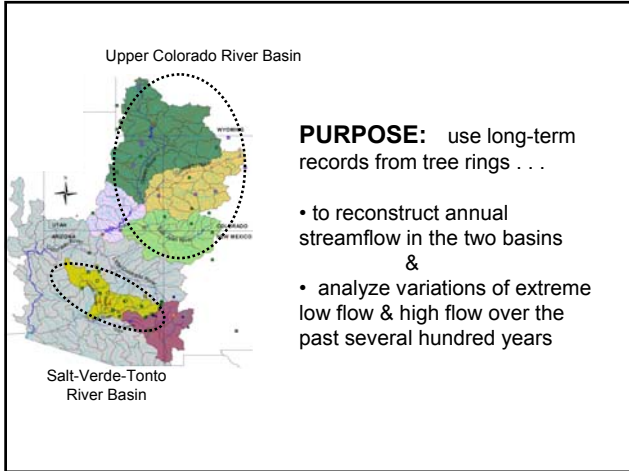 Upper Colorado River Basin
WYOMING
UTAH
ARIZONA
COLORADO
NEW MEXICO
Salt-Verde-Tonto
River Basin
PURPOSE: use long-term
records from tree rings . . .
• to reconstruct annual
streamflow in the two basins
&
• analyze variations of extreme
low flow & high flow over the
past several hundred years